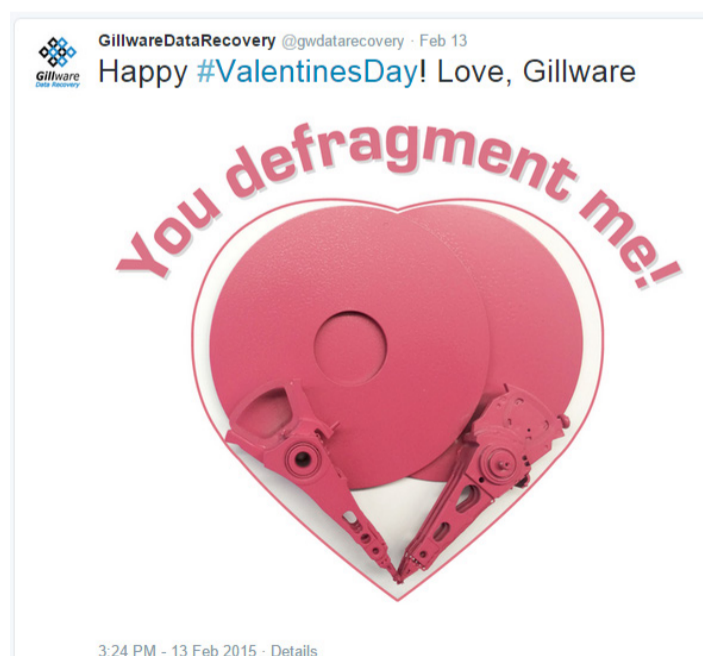 GillwareDataRecovery @gwdatarecovery · Feb 13
Happy #ValentinesDay! Love, Gillware
Gillware
Data Recovery
You defragment me!
3:24 PM - 13 Feb 2015 · Details